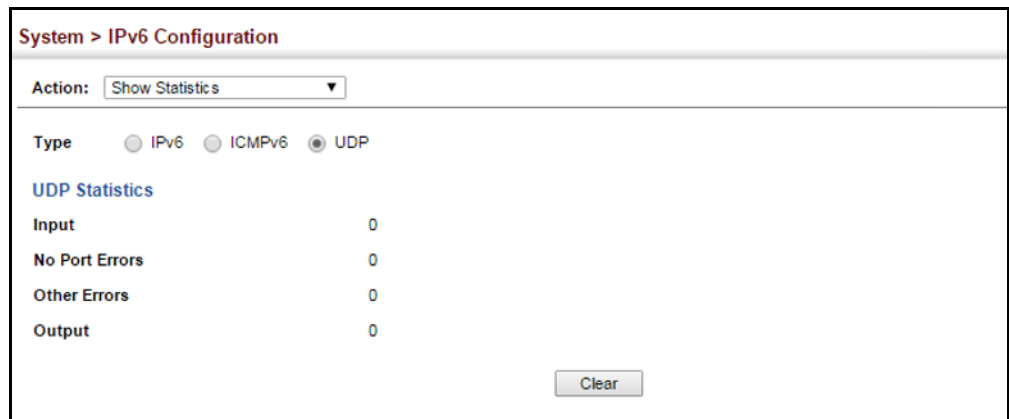 System > IPv6 Configuration
Action: Show Statistics
Type IPv6 ICMPv6 UDP
UDP Statistics
Input 0
No Port Errors 0
Other Errors 0
Output 0
Clear